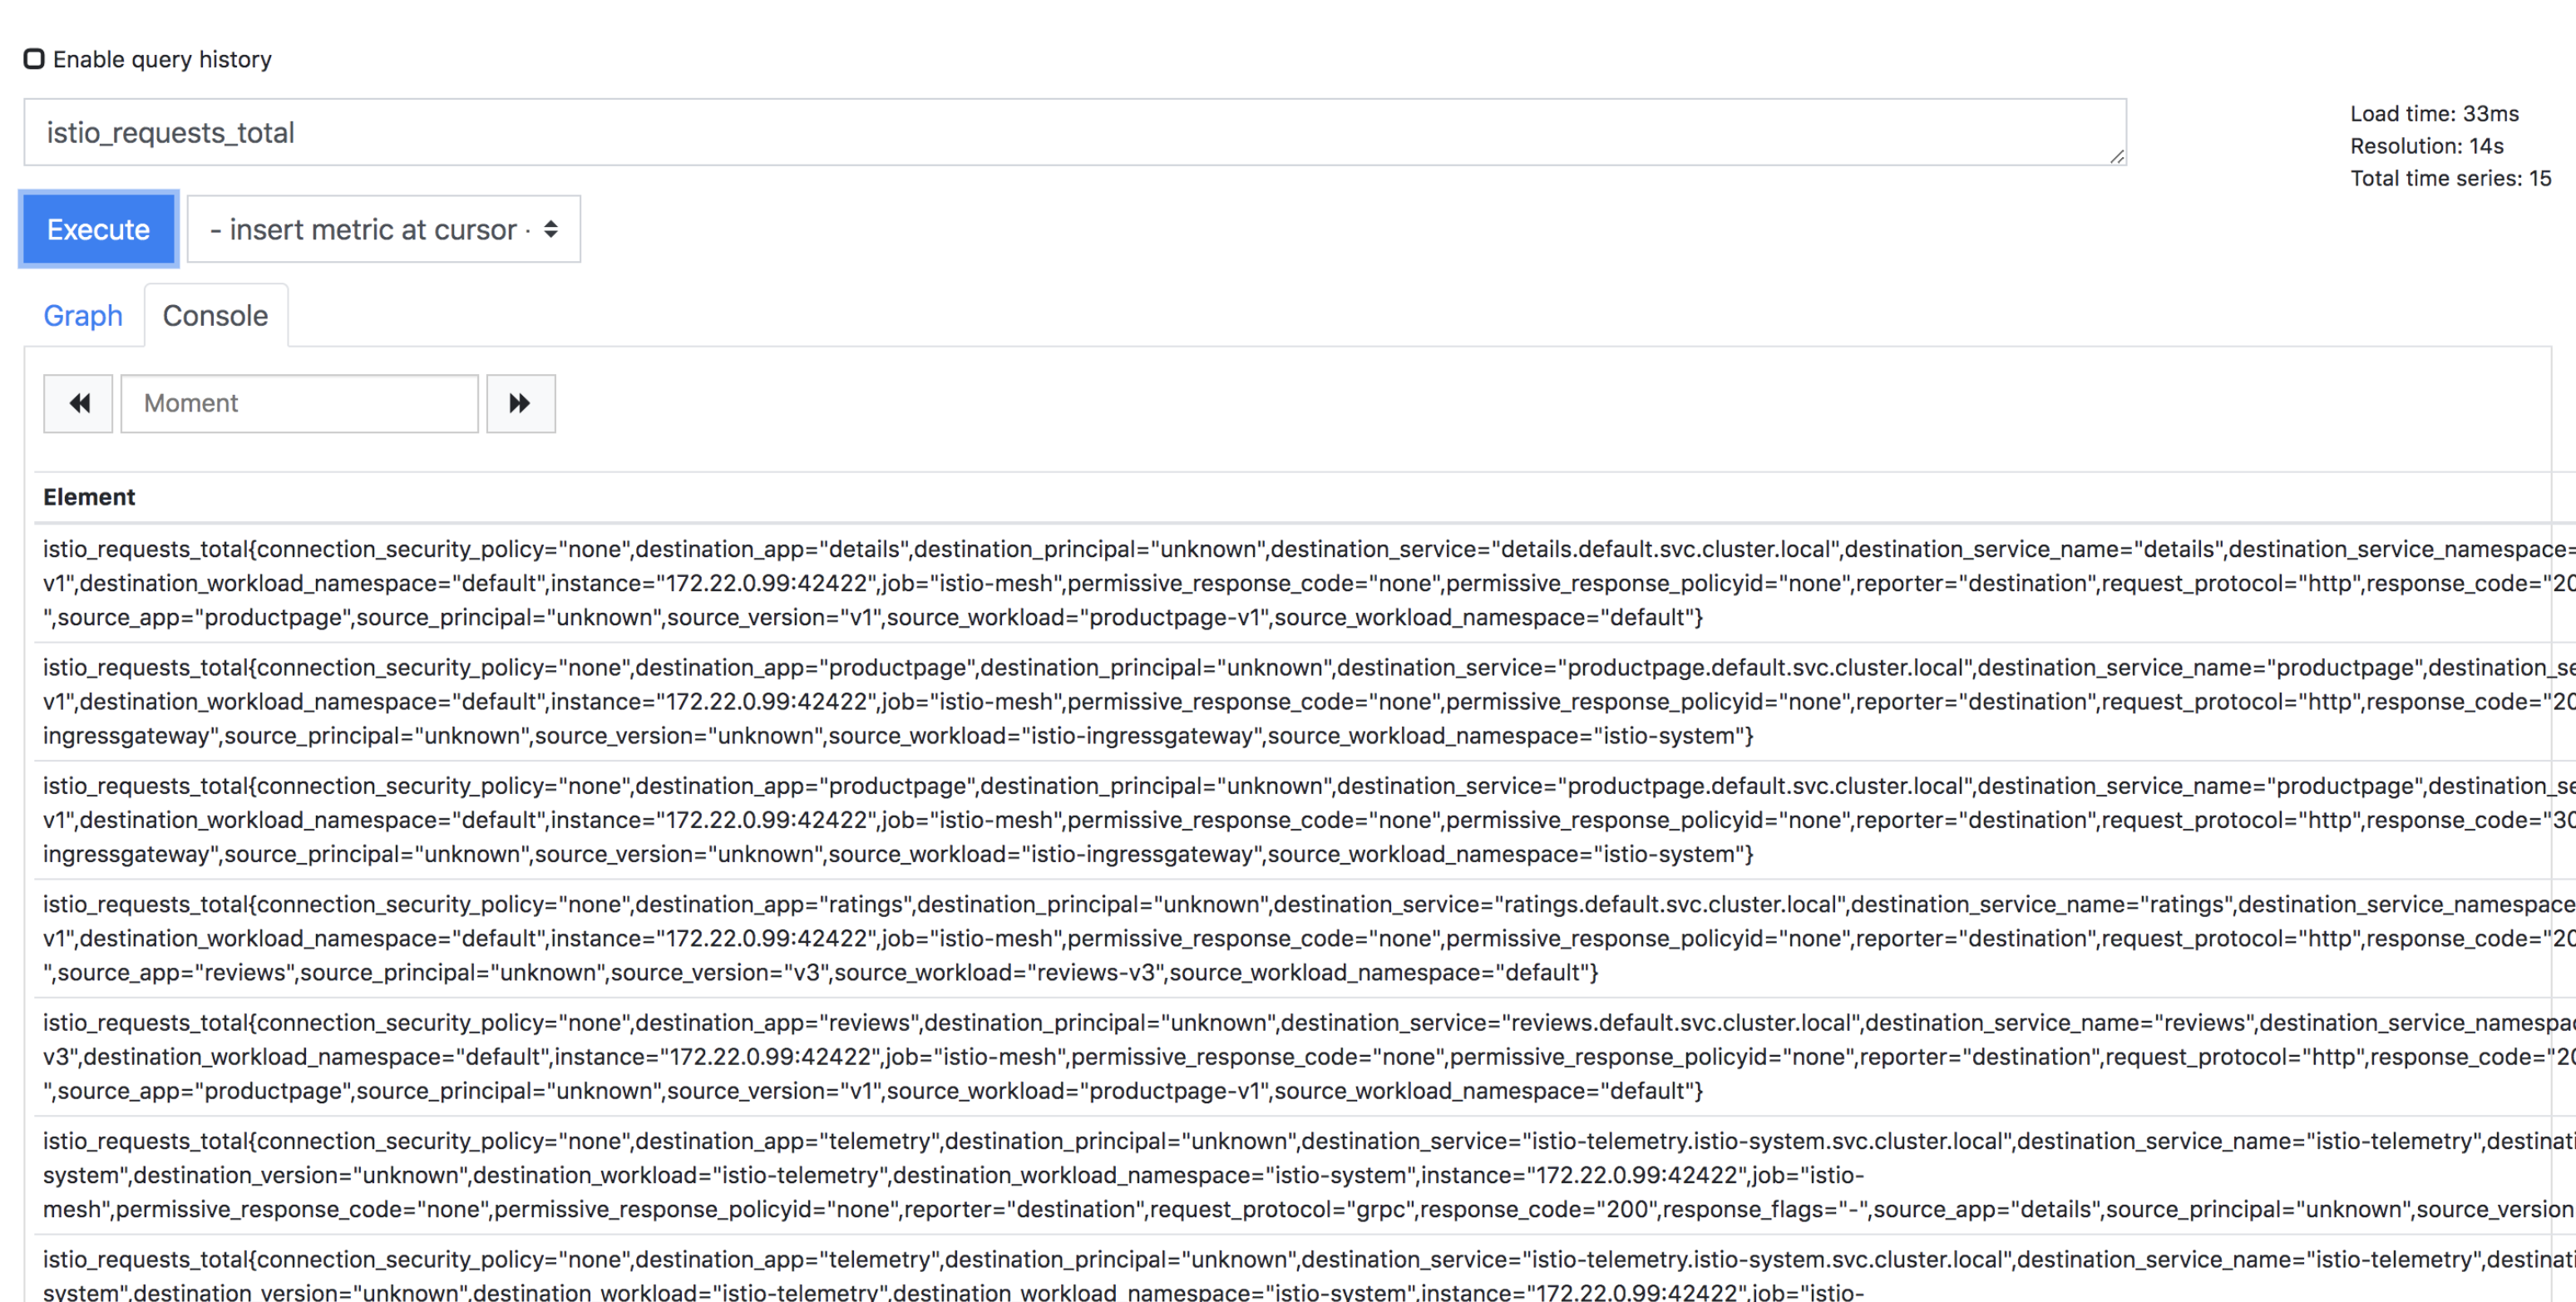 Enable query history
istio_requests_total
Load time: 33ms
Resolution: 14s
Total time series: 15
Execute
- insert metric at cursor ·
Graph
Console
Moment
Element
istio_requests_total{connection_security_policy="none",destination_app="details",destination_principal="unknown",destination_service="details.default.svc.cluster.local",destination_service_name="details",destination_service_namespace=
v1",destination_workload_namespace="default",instance="172.22.0.99:42422",job="istio-mesh",permissive_response_code="none",permissive_response_policyid="none",reporter="destination",request_protocol="http",response_code="20
",source_app="productpage",source_principal="unknown",source_version="v1",source_workload="productpage-v1",source_workload_namespace="default"}
istio_requests_total{connection_security_policy="none",destination_app="productpage",destination_principal="unknown",destination_service="productpage.default.svc.cluster.local",destination_service_name="productpage",destination_se
v1",destination_workload_namespace="default",instance="172.22.0.99:42422",job="istio-mesh",permissive_response_code="none",permissive_response_policyid="none",reporter="destination",request_protocol="http",response_code="20
ingressgateway",source_principal="unknown",source_version="unknown",source_workload="istio-ingressgateway",source_workload_namespace="istio-system"}
istio_requests_total{connection_security_policy="none",destination_app="productpage",destination_principal="unknown",destination_service="productpage.default.svc.cluster.local",destination_service_name="productpage",destination_se
v1",destination_workload_namespace="default",instance="172.22.0.99:42422",job="istio-mesh",permissive_response_code="none",permissive_response_policyid="none",reporter="destination",request_protocol="http",response_code="30
ingressgateway",source_principal="unknown",source_version="unknown",source_workload="istio-ingressgateway",source_workload_namespace="istio-system"}
istio_requests_total{connection_security_policy="none",destination_app="ratings",destination_principal="unknown",destination_service="ratings.default.svc.cluster.local",destination_service_name="ratings",destination_service_namespace
v1",destination_workload_namespace="default",instance="172.22.0.99:42422",job="istio-mesh",permissive_response_code="none",permissive_response_policyid="none",reporter="destination",request_protocol="http",response_code="20
",source_app="reviews",source_principal="unknown",source_version="v3",source_workload="reviews-v3",source_workload_namespace="default"}
istio_requests_total{connection_security_policy="none",destination_app="reviews",destination_principal="unknown",destination_service="reviews.default.svc.cluster.local",destination_service_name="reviews",destination_service_namespac
v3",destination_workload_namespace="default",instance="172.22.0.99:42422",job="istio-mesh",permissive_response_code="none",permissive_response_policyid="none",reporter="destination",request_protocol="http",response_code="20
",source_app="productpage",source_principal="unknown",source_version="v1",source_workload="productpage-v1",source_workload_namespace="default"}
istio_requests_total{connection_security_policy="none",destination_app="telemetry",destination_principal="unknown",destination_service="istio-telemetry.istio-system.svc.cluster.local",destination_service_name="istio-telemetry",destinati
system",destination_version="unknown",destination_workload="istio-telemetry",destination_workload_namespace="istio-system",instance="172.22.0.99:42422",job="istio-
mesh",permissive_response_code="none",permissive_response_policyid="none",reporter="destination",request_protocol="grpc",response_code="200",response_flags="-",source_app="details",source_principal="unknown",source_version
istio_requests_total{connection_security_policy="none",destination_app="telemetry",destination_principal="unknown",destination_service="istio-telemetry.istio-system.svc.cluster.local",destination_service_name="istio-telemetry",destinati
system",destination_version="unknown",destination_workload="istio-telemetry",destination_workload_namespace="istio-system",instance="172.22.0.99:42422",job="istio-